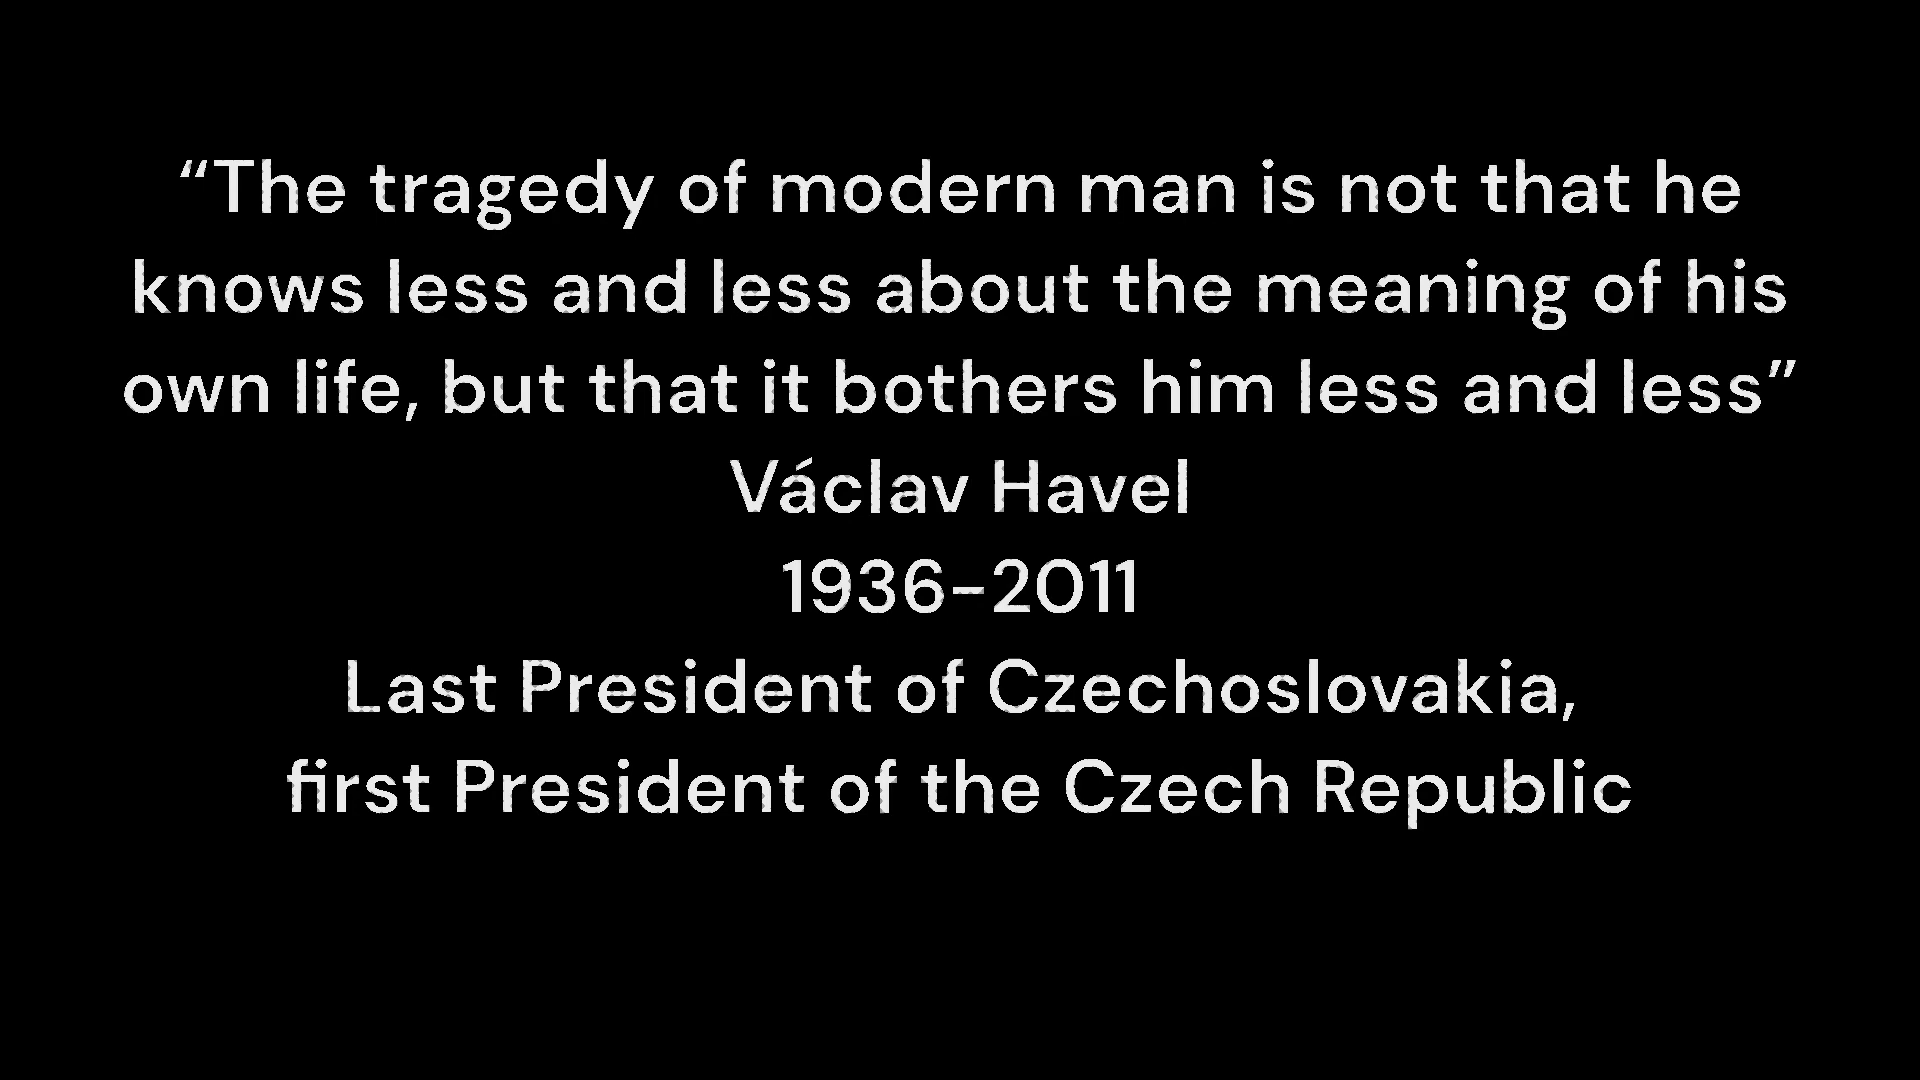 “The tragedy of modern man is not that he
knows less and less about the meaning of his
own life, but that it bothers him less and less”
Václav Havel
1936–2011
Last President of Czechoslovakia,
first President of the Czech Republic